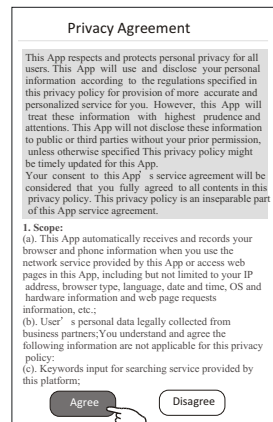 Privacy Agreement
This App respects and protects personal privacy for all
users. This App will use and disclose your personal
information according to the regulations specified in
this privacy policy for provision of more accurate and
personalized service for you. However, this App will
treat these information with highest prudence and
attentions. This App will not disclose these information
to public or third parties without your prior permission,
unless otherwise specified This privacy policy might
be timely updated for this App.
Your consent to this App's service agreement will be
considered that you fully agreed to all contents in this
privacy policy. This privacy policy is an inseparable part
of this App service agreement.
1. Scope:
(a). This App automatically receives and records your
browser and phone information when you use the
network service provided by this App or access web
pages in this App, including but not limited to your IP
address, browser type, language, date and time, OS and
hardware information and web page requests
information, etc.;
(b). User's personal data legally collected from
business partners;You understand and agree the
following information are not applicable for this privacy
policy:
(c). Keywords input for searching service provided by
this platform;
Agree Disagree